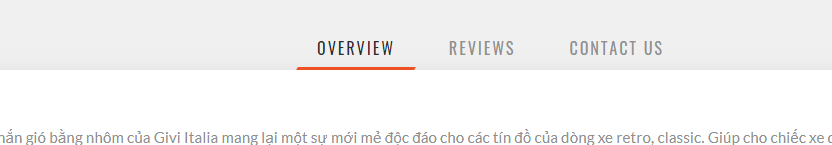 OVERVIEW REVIEWS CONTACT US
gió bằng nhôm của Givi Italia mang lại một sự mới mẻ độc đáo cho các tín đồ của dòng xe retro, classic. Giúp cho chiếc xe